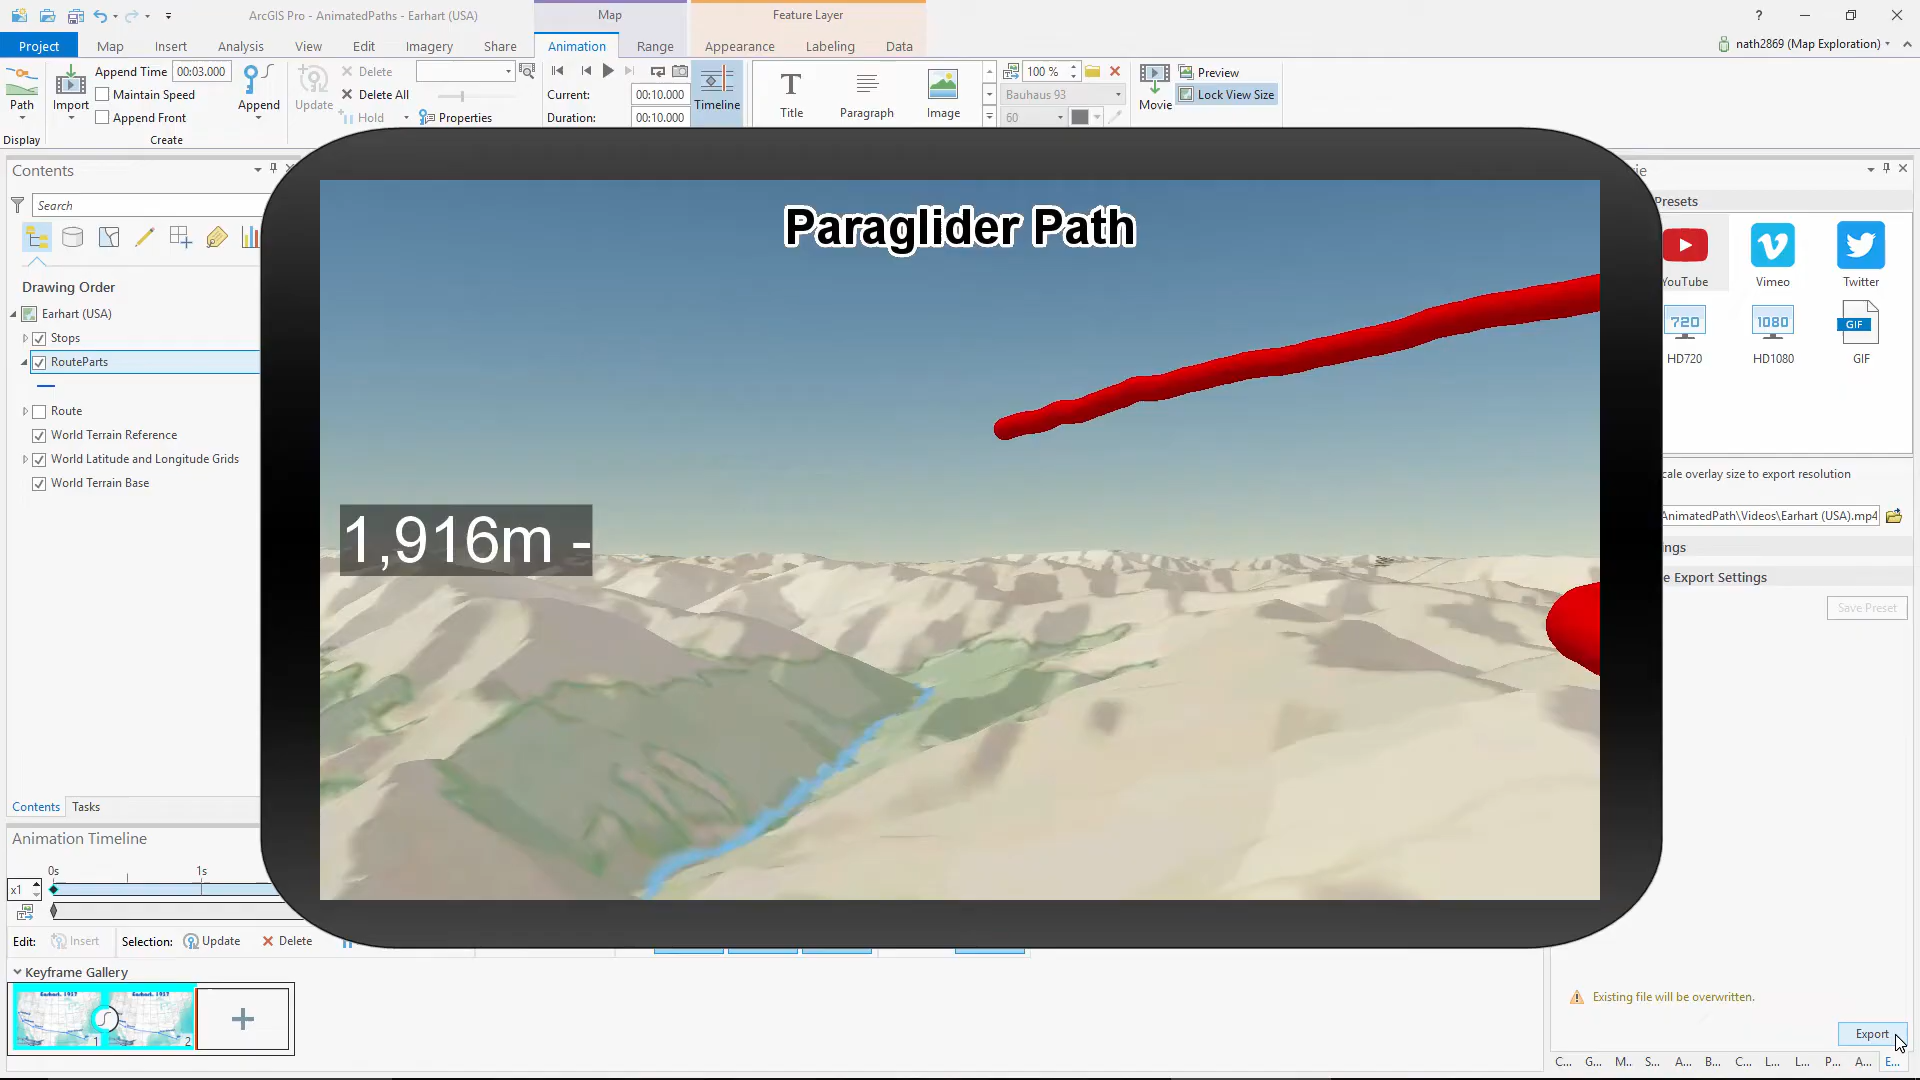 ArcGIS Pro - AnimatedPaths - Earhart (USA)
Map
Feature Layer
?
Project
Map
Insert
Analysis
View
Edit
Imagery
Share
Animation
Range
Appearance
Labeling
Data
nath2869 (Map Exploration)
Path
Import
Append Time 00:03.000
Maintain Speed
Append Front
Append
Update
Delete
Delete All
Hold
Properties
Current: 00:10.000
Duration: 00:10.000
Timeline
Title
Paragraph
Image
100 %
Bauhaus 93
60
Movie
Preview
Lock View Size
Display
Create
Contents
Search
Drawing Order
Earhart (USA)
Stops
RouteParts
Route
World Terrain Reference
World Latitude and Longitude Grids
World Terrain Base
Contents
Tasks
Paraglider Path
1,916m -
Presets
YouTube
Vimeo
Twitter
720
1080
GIF
HD720
HD1080
GIF
cale overlay size to export resolution
AnimatedPath\Videos\Earhart (USA).mp4
ngs
e Export Settings
Save Preset
Animation Timeline
0s
1s
x1
Edit:
Insert
Selection:
Update
Delete
Keyframe Gallery
Earhart, 1937
Earhart, 1937
1
2
Existing file will be overwritten.
Export
C...
G...
M...
S...
A...
B...
C...
L...
L...
P...
A...
E...